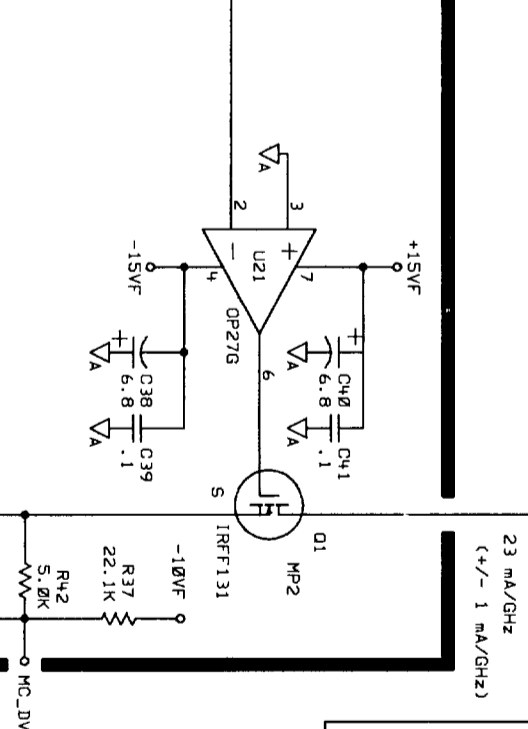 A
3
2
+15VF
-15VF
U21
4
7
OP27G
+
C38
6.8
A
C39
.1
A
+
C40
6.8
A
C41
.1
A
6
S
IRFF131
Q1
MP2
23 mA/GHz
(+/- 1 mA/GHz)
-10VF
R37
22.1K
R42
5.0K
MC_DV